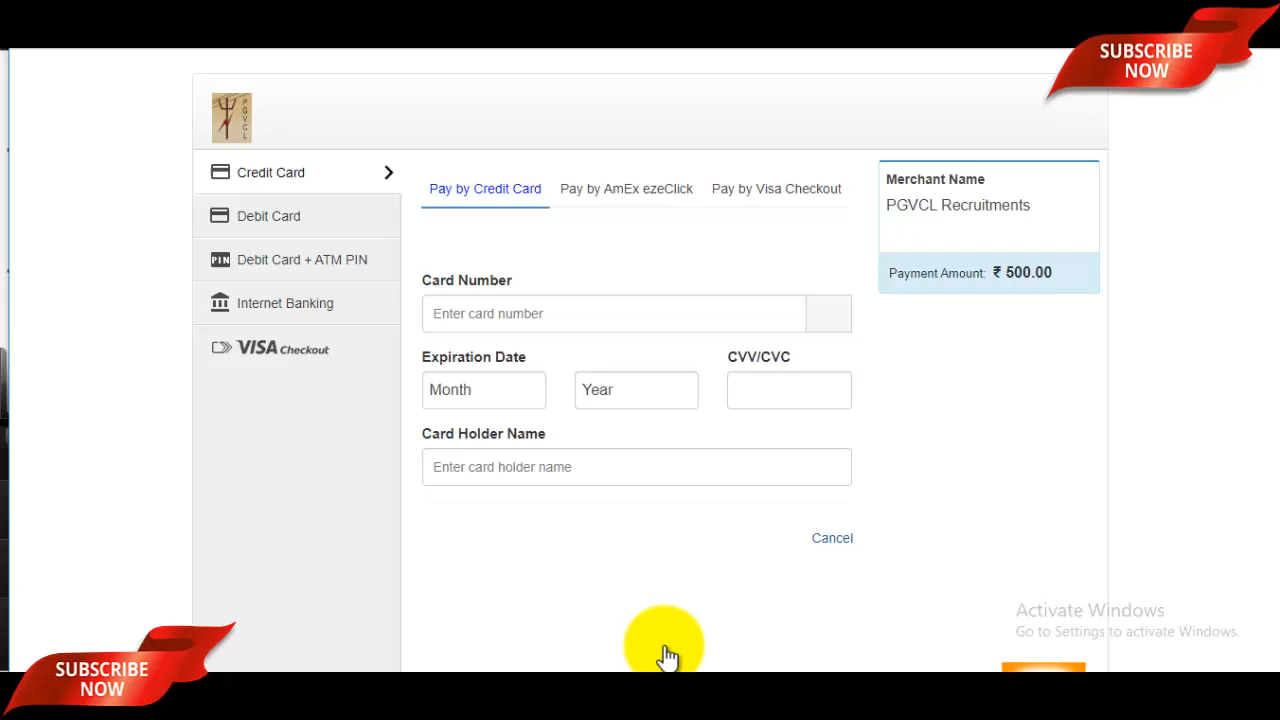 SUBSCRIBE
NOW
PGVCL
Credit Card
Debit Card
PIN Debit Card + ATM PIN
Internet Banking
VISA Checkout
Pay by Credit Card Pay by AmEx ezeClick Pay by Visa Checkout
Card Number
Enter card number
Expiration Date CVV/CVC
Month Year
Card Holder Name
Enter card holder name
Cancel
Merchant Name
PGVCL Recruitments
Payment Amount: ₹ 500.00
Activate Windows
Go to Settings to activate Windows.
SUBSCRIBE
NOW